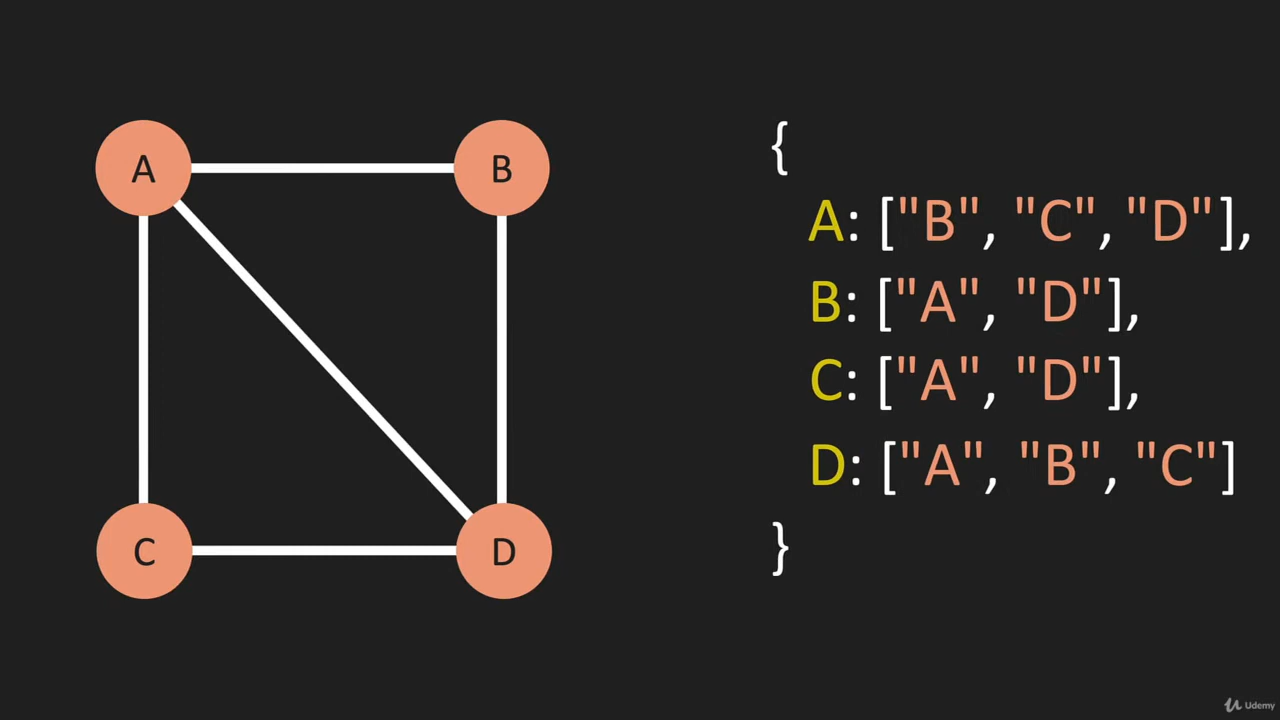 A
B
C
D
{
A: ["B", "C", "D"],
B: ["A", "D"],
C: ["A", "D"],
D: ["A", "B", "C"]
}
Udemy